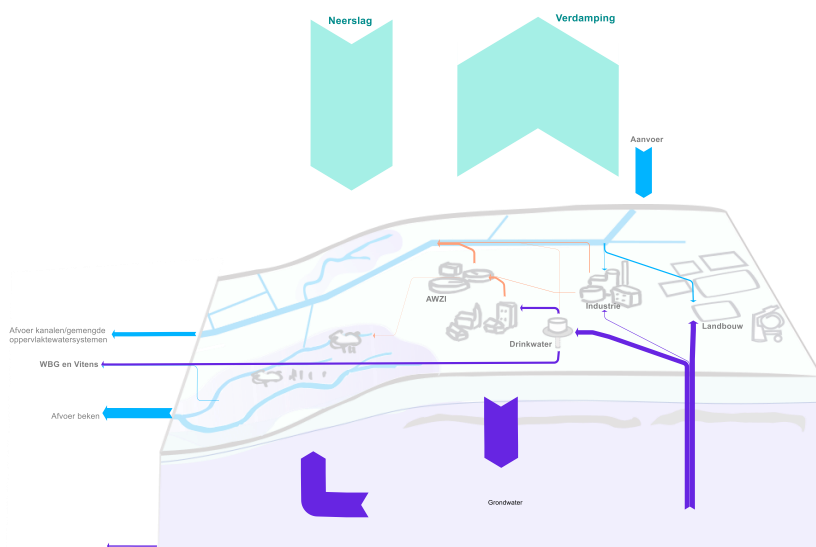 Verdamping
Neerslag
Aanvoer
AWZI
Industrie
Landbouw
Afvoer kanalen/gemengde
oppervlaktewatersystemen
Drinkwater
WBG en Vitens
Afvoer beken
Grondwater